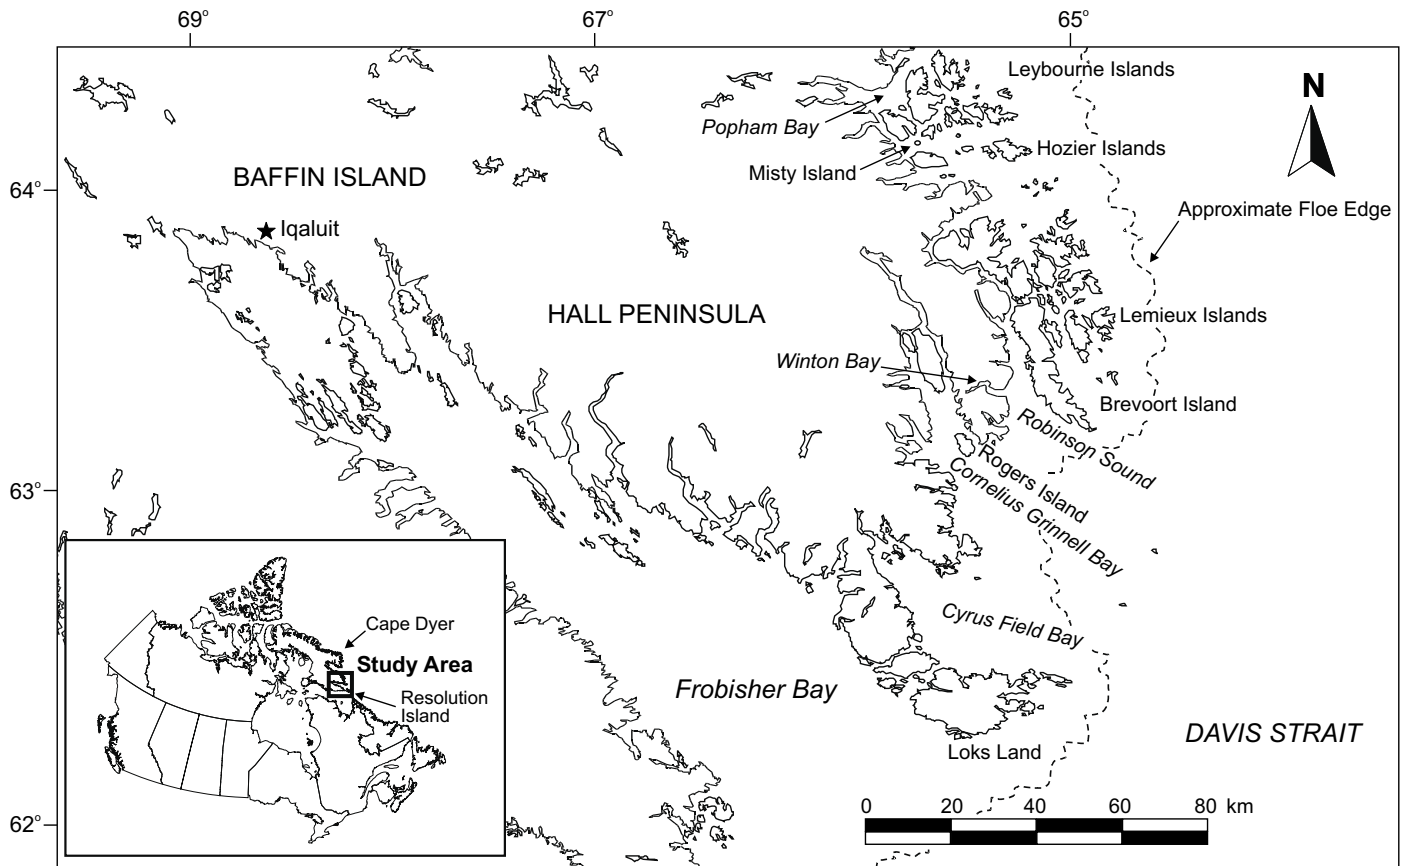 69° 67° 65°
Leybourne Islands
N
Popham Bay
Hozier Islands
Misty Island
BAFFIN ISLAND
64°
Approximate Floe Edge
Iqaluit
HALL PENINSULA
Lemieux Islands
Winton Bay
Brevoort Island
Robinson Sound
Rogers Island
Cornelius Grinnell Bay
63°
Cyrus Field Bay
Cape Dyer
Study Area
Resolution
Island
Frobisher Bay
DAVIS STRAIT
Loks Land
0 20 40 60 80 km
62°